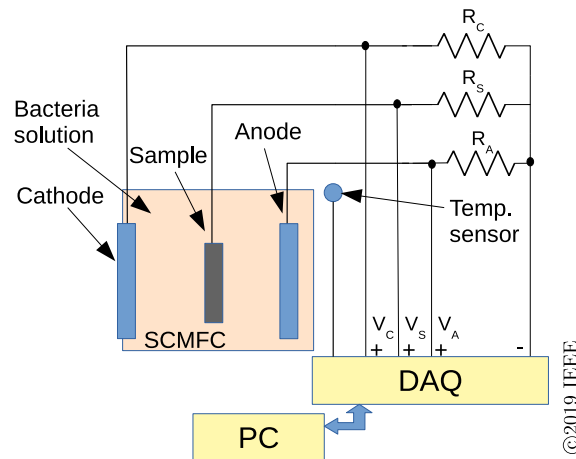 R_C
R_S
R_A
Bacteria
solution
Sample
Anode
Cathode
Temp.
sensor
SCMFC
V_C V_S V_A
+ + + -
DAQ
PC
©2019 IEEE